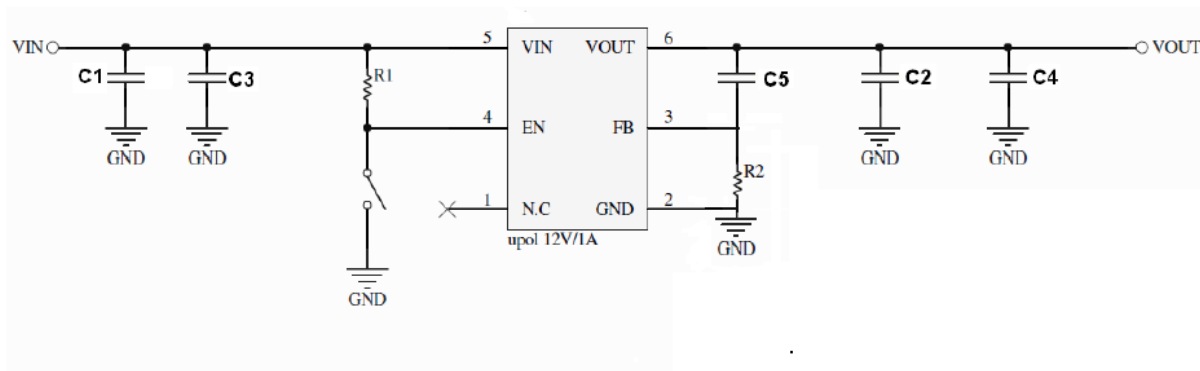 VIN
C1
C3
GND
GND
R1
GND
5
4
1
VIN
VOUT
EN
FB
N.C
GND
upol 12V/1A
6
3
2
C5
R2
GND
C2
C4
GND
GND
VOUT